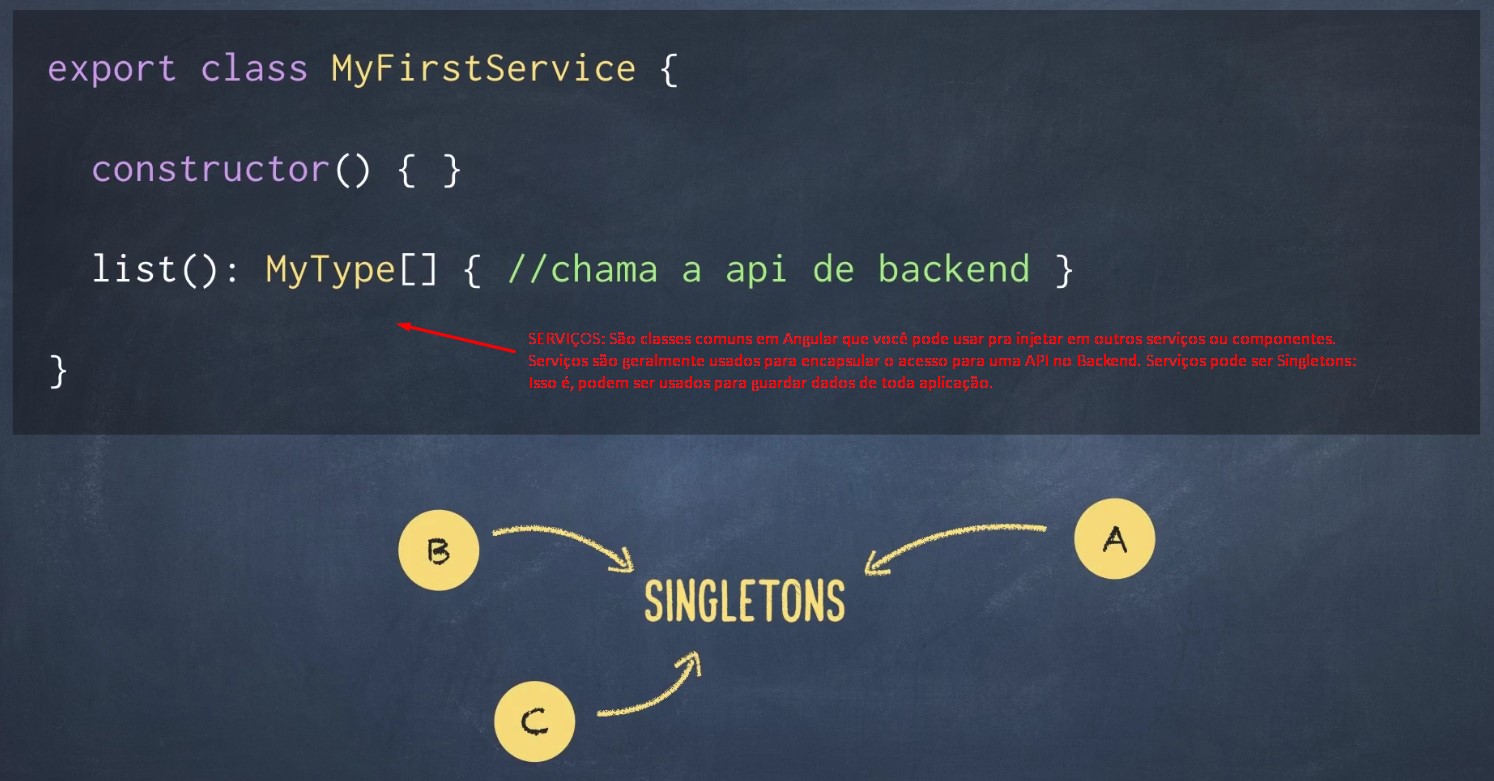 export class MyFirstService {
constructor() { }
list(): MyType[] { //chama a api de backend }
SERVIÇOS: São classes comuns em Angular que você pode usar pra injetar em outros serviços ou componentes.
Serviços são geralmente usados para encapsular o acesso para uma API no Backend. Serviços pode ser Singletons:
Isso é, podem ser usados para guardar dados de toda aplicação.
}
B
A
SINGLETONS
C